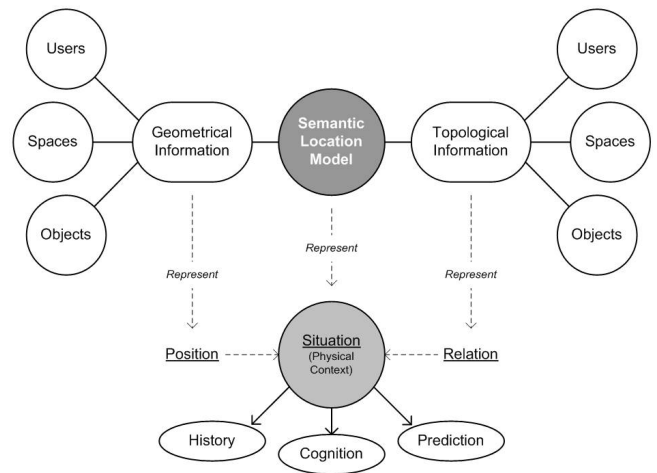 Users
Users
Geometrical
Information
Semantic
Location
Model
Topological
Information
Spaces
Spaces
Objects
Objects
Represent
Represent
Represent
Situation
(Physical
Context)
Position
Relation
History
Cognition
Prediction